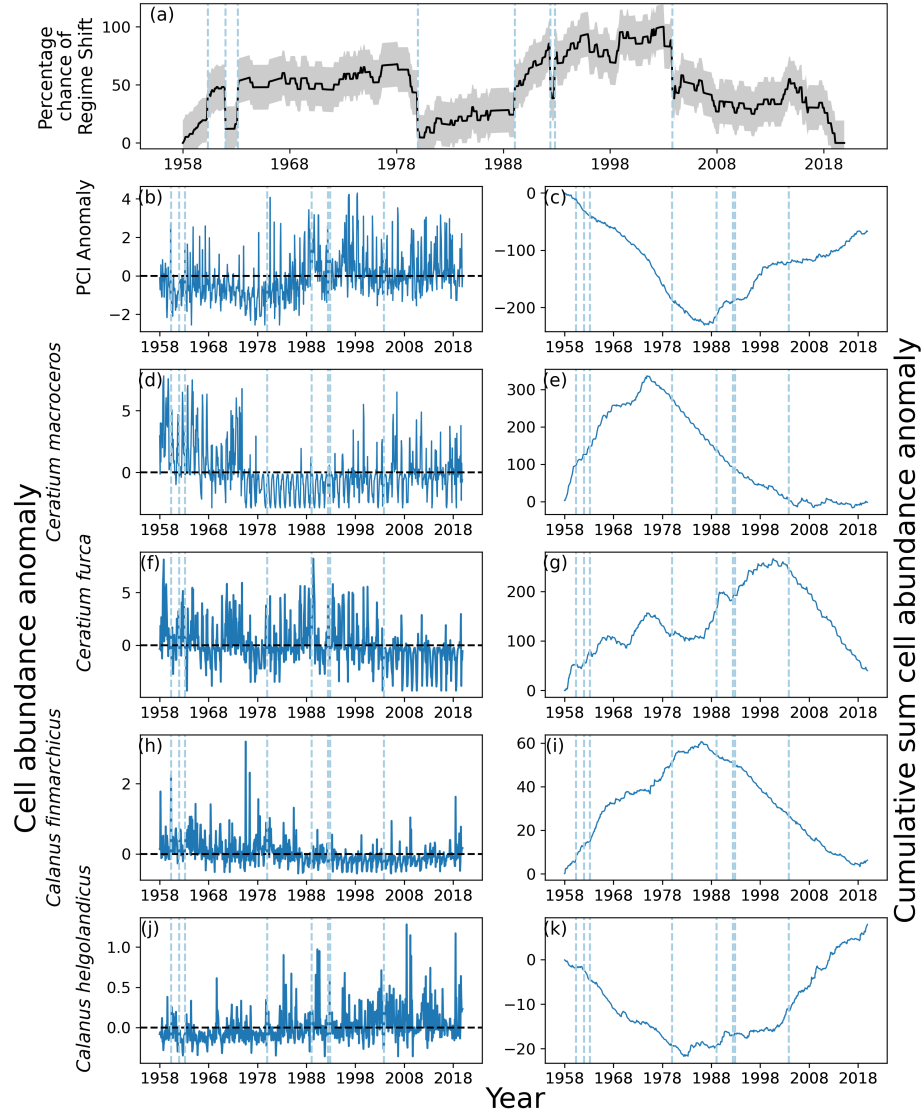 (a)
Percentage
chance of
Regime Shift
100
50
0
1958 1968 1978 1988 1998 2008 2018
(b)
PCI Anomaly
4
2
0
−2
1958 1968 1978 1988 1998 2008 2018
(c)
0
−100
−200
1958 1968 1978 1988 1998 2008 2018
(d)
Ceratium macroceros
5
0
1958 1968 1978 1988 1998 2008 2018
(e)
300
200
100
0
1958 1968 1978 1988 1998 2008 2018
(f)
Ceratium furca
5
0
1958 1968 1978 1988 1998 2008 2018
(g)
200
100
0
1958 1968 1978 1988 1998 2008 2018
(h)
Calanus finmarchicus
2
0
1958 1968 1978 1988 1998 2008 2018
(i)
60
40
20
0
1958 1968 1978 1988 1998 2008 2018
(j)
Calanus helgolandicus
1.0
0.5
0.0
1958 1968 1978 1988 1998 2008 2018
(k)
0
−10
−20
1958 1968 1978 1988 1998 2008 2018
Cell abundance anomaly
Cumulative sum cell abundance anomaly
Year